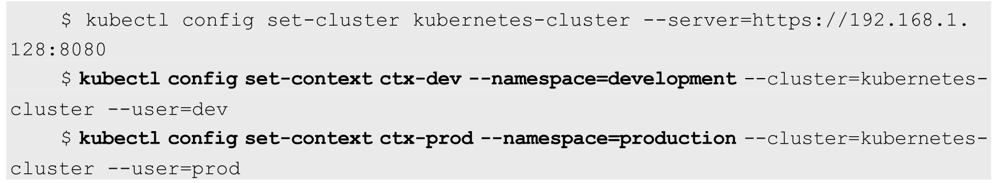 $ kubectl config set-cluster kubernetes-cluster --server=https://192.168.1.
128:8080
$ kubectl config set-context ctx-dev --namespace=development --cluster=kubernetes-
cluster --user=dev
$ kubectl config set-context ctx-prod --namespace=production --cluster=kubernetes-
cluster --user=prod